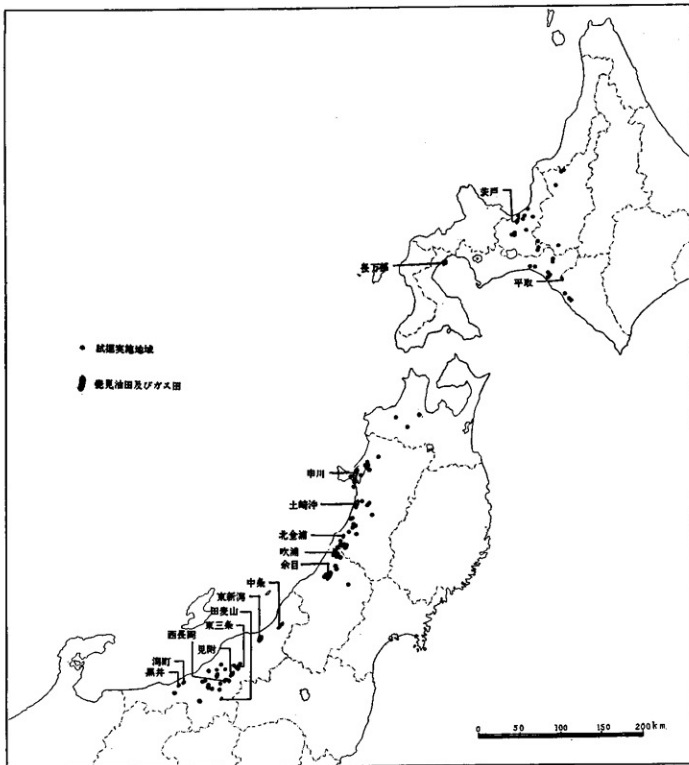 茨戸
長万部
平取
試掘実施地域
発見油田及びガス田
申川
土崎沖
北金浦
吹浦
余目
中条
東新潟
田麦山
東三条
西長岡
見附
潟町
黒井
0 50 100 200km.